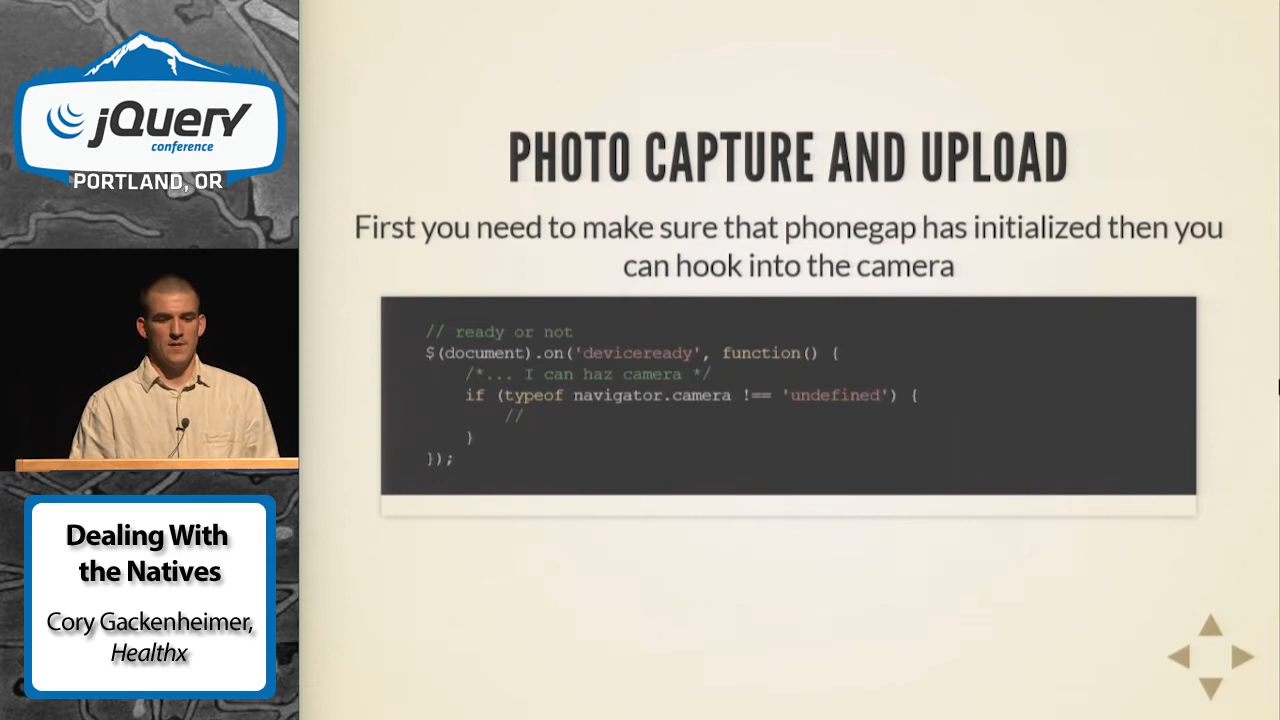 jQuery
conference
PORTLAND, OR
Dealing With
the Natives
Cory Gackenheimer,
Healthx
PHOTO CAPTURE AND UPLOAD
First you need to make sure that phonegap has initialized then you
can hook into the camera
// ready or not
$(document).on('deviceready', function() {
/*... I can haz camera */
if (typeof navigator.camera !== 'undefined') {
//
}
});